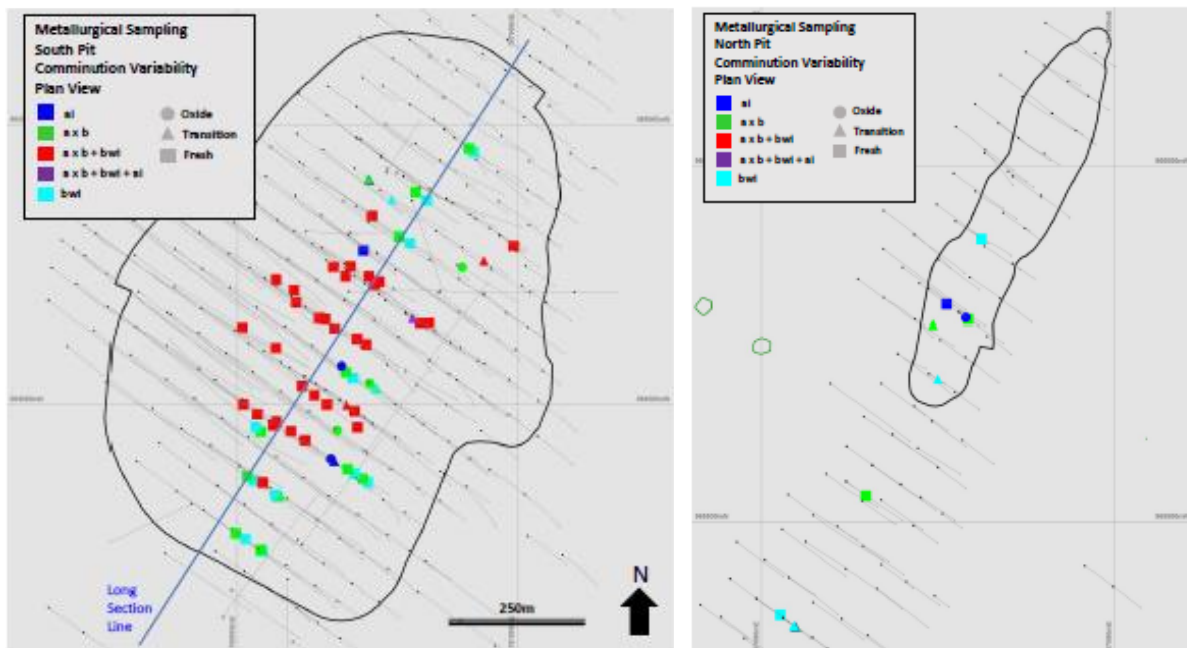 Metallurgical Sampling
South Pit
Comminution Variability
Plan View
ai
a x b
a x b + bwi
a x b + bwi + ai
bwi
Oxide
Transition
Fresh
Long
Section
Line
250m
N
Metallurgical Sampling
North Pit
Comminution Variability
Plan View
ai
a x b
a x b + bwi
a x b + bwi + ai
bwi
Oxide
Transition
Fresh